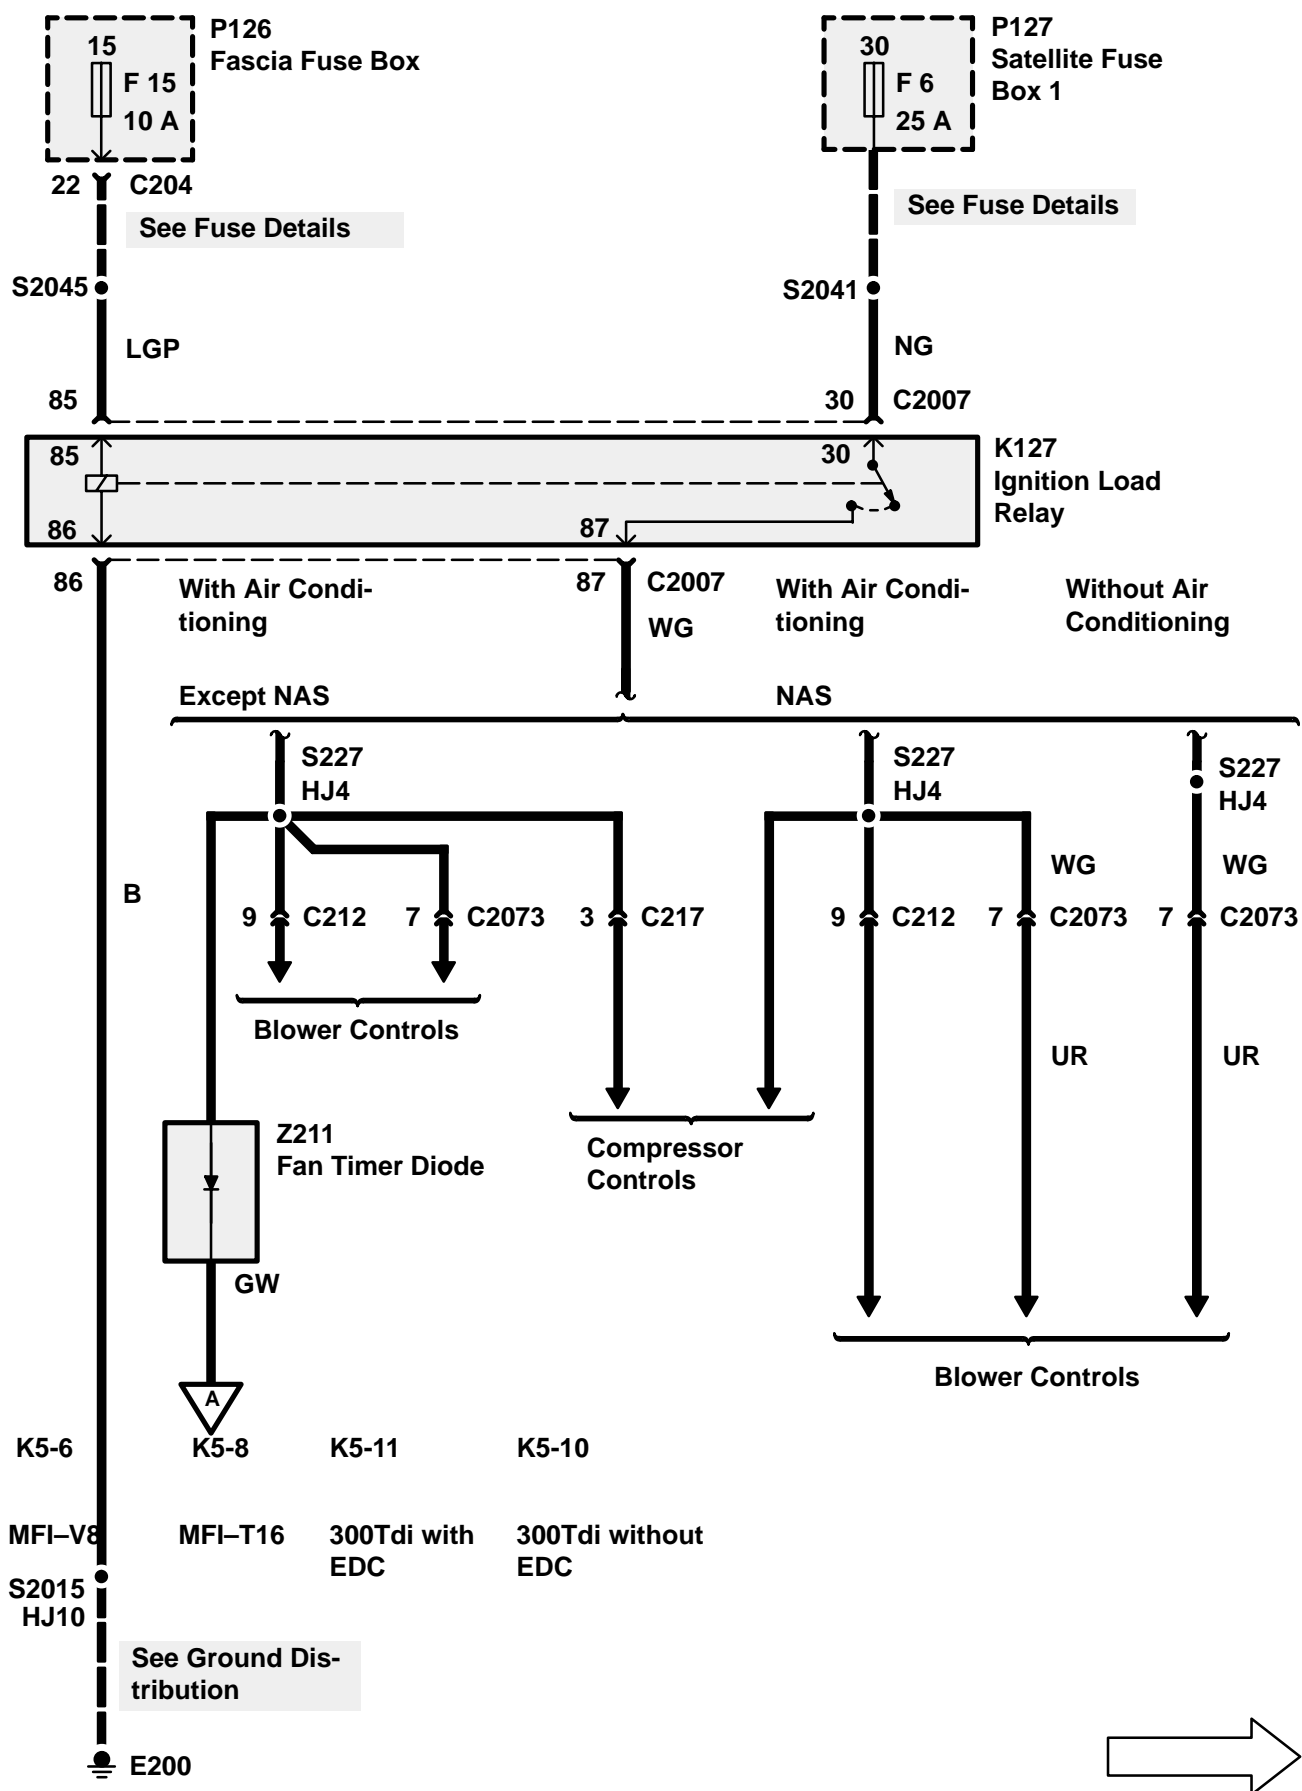 P126
Fascia Fuse Box
15
F 15
10 A
P127
Satellite Fuse
Box 1
30
F 6
25 A
22 C204
See Fuse Details
See Fuse Details
S2045
S2041
LGP
NG
85
30 C2007
85
30
K127
Ignition Load
Relay
86
87
86
With Air Condi-
tioning
87 C2007
WG
With Air Condi-
tioning
Without Air
Conditioning
Except NAS
NAS
S227
HJ4
S227
HJ4
S227
HJ4
WG
WG
B
9 C212
7 C2073
3 C217
9 C212
7 C2073
7 C2073
Blower Controls
UR
UR
Z211
Fan Timer Diode
Compressor
Controls
GW
Blower Controls
A
K5-6
K5-8
K5-11
K5-10
MFI–V8
MFI–T16
300Tdi with
EDC
300Tdi without
EDC
S2015
HJ10
See Ground Dis-
tribution
E200